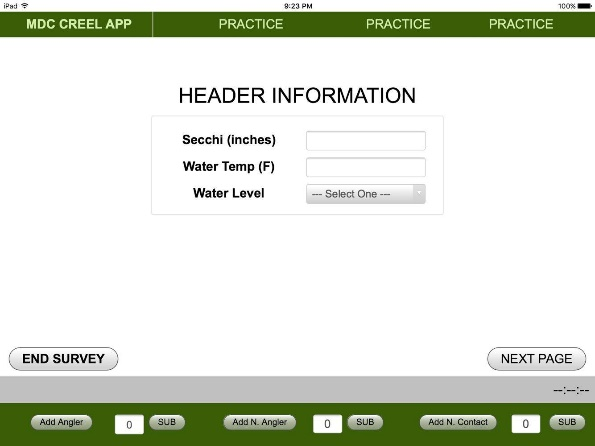 iPad 9:23 PM 100%
MDC CREEL APP PRACTICE PRACTICE PRACTICE
HEADER INFORMATION
Secchi (inches)
Water Temp (F)
Water Level --- Select One ---
END SURVEY NEXT PAGE
--:--:--
Add Angler 0 SUB Add N. Angler 0 SUB Add N. Contact 0 SUB